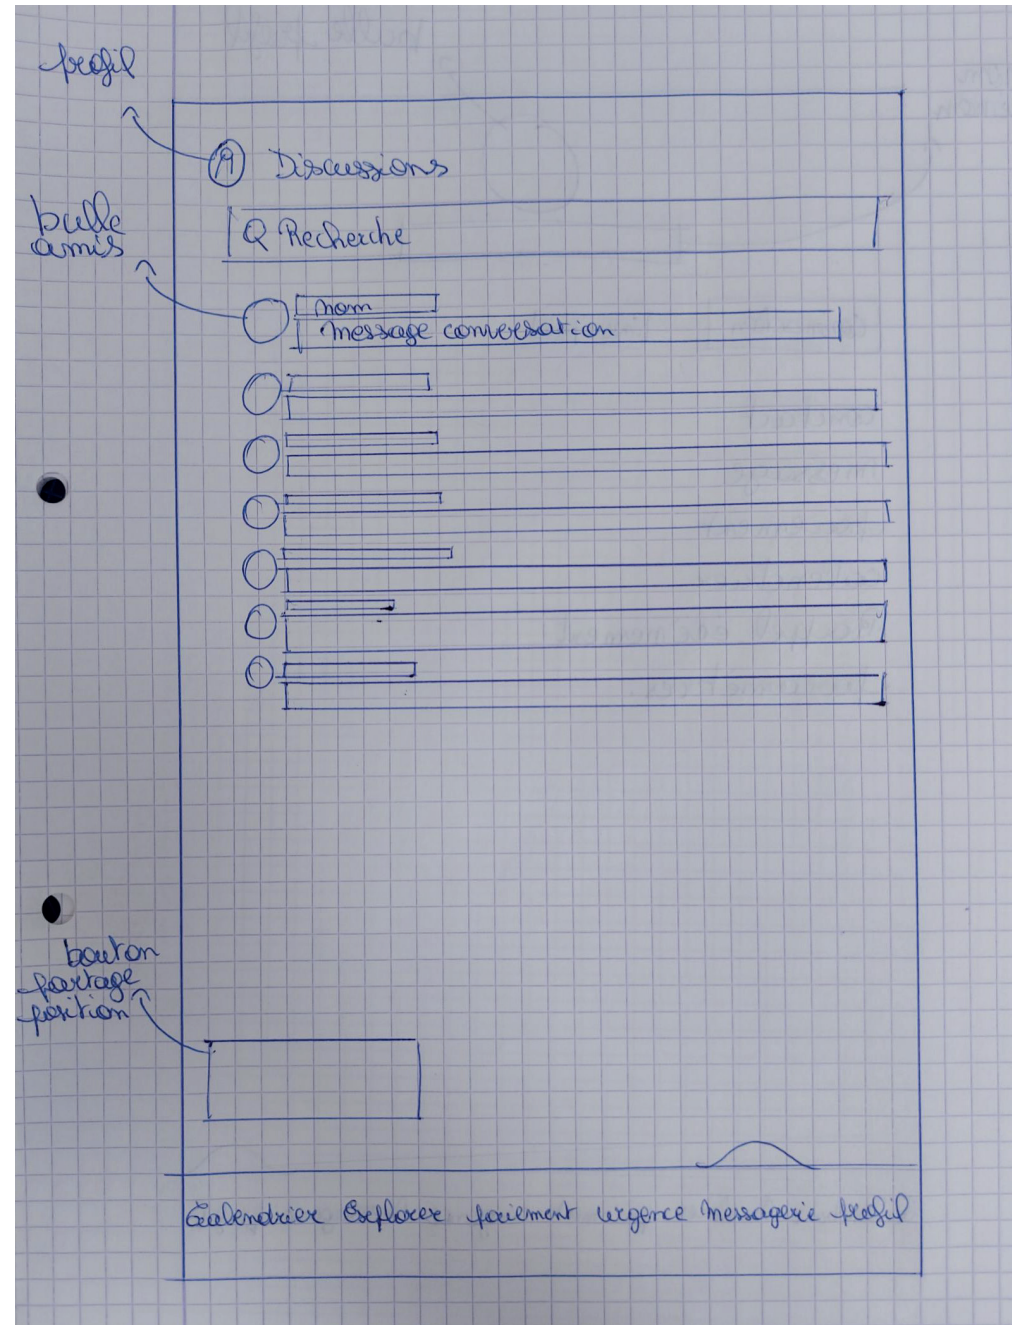 profil
A Discussions
bulle
amis
Recherche
nom
message conversation
bouton
partage
position
Calendrier Explorer paiement urgence Messagerie profil